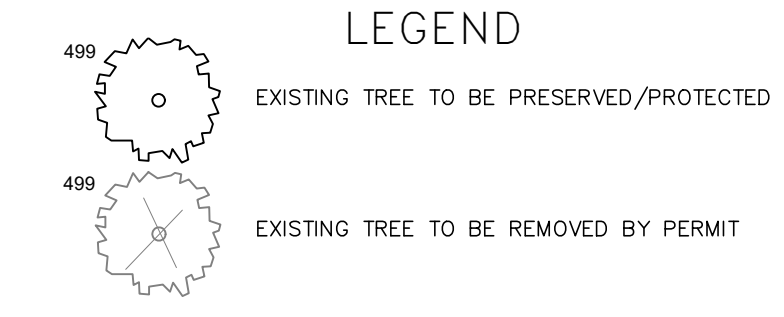 LEGEND
499
EXISTING TREE TO BE PRESERVED/PROTECTED
499
EXISTING TREE TO BE REMOVED BY PERMIT